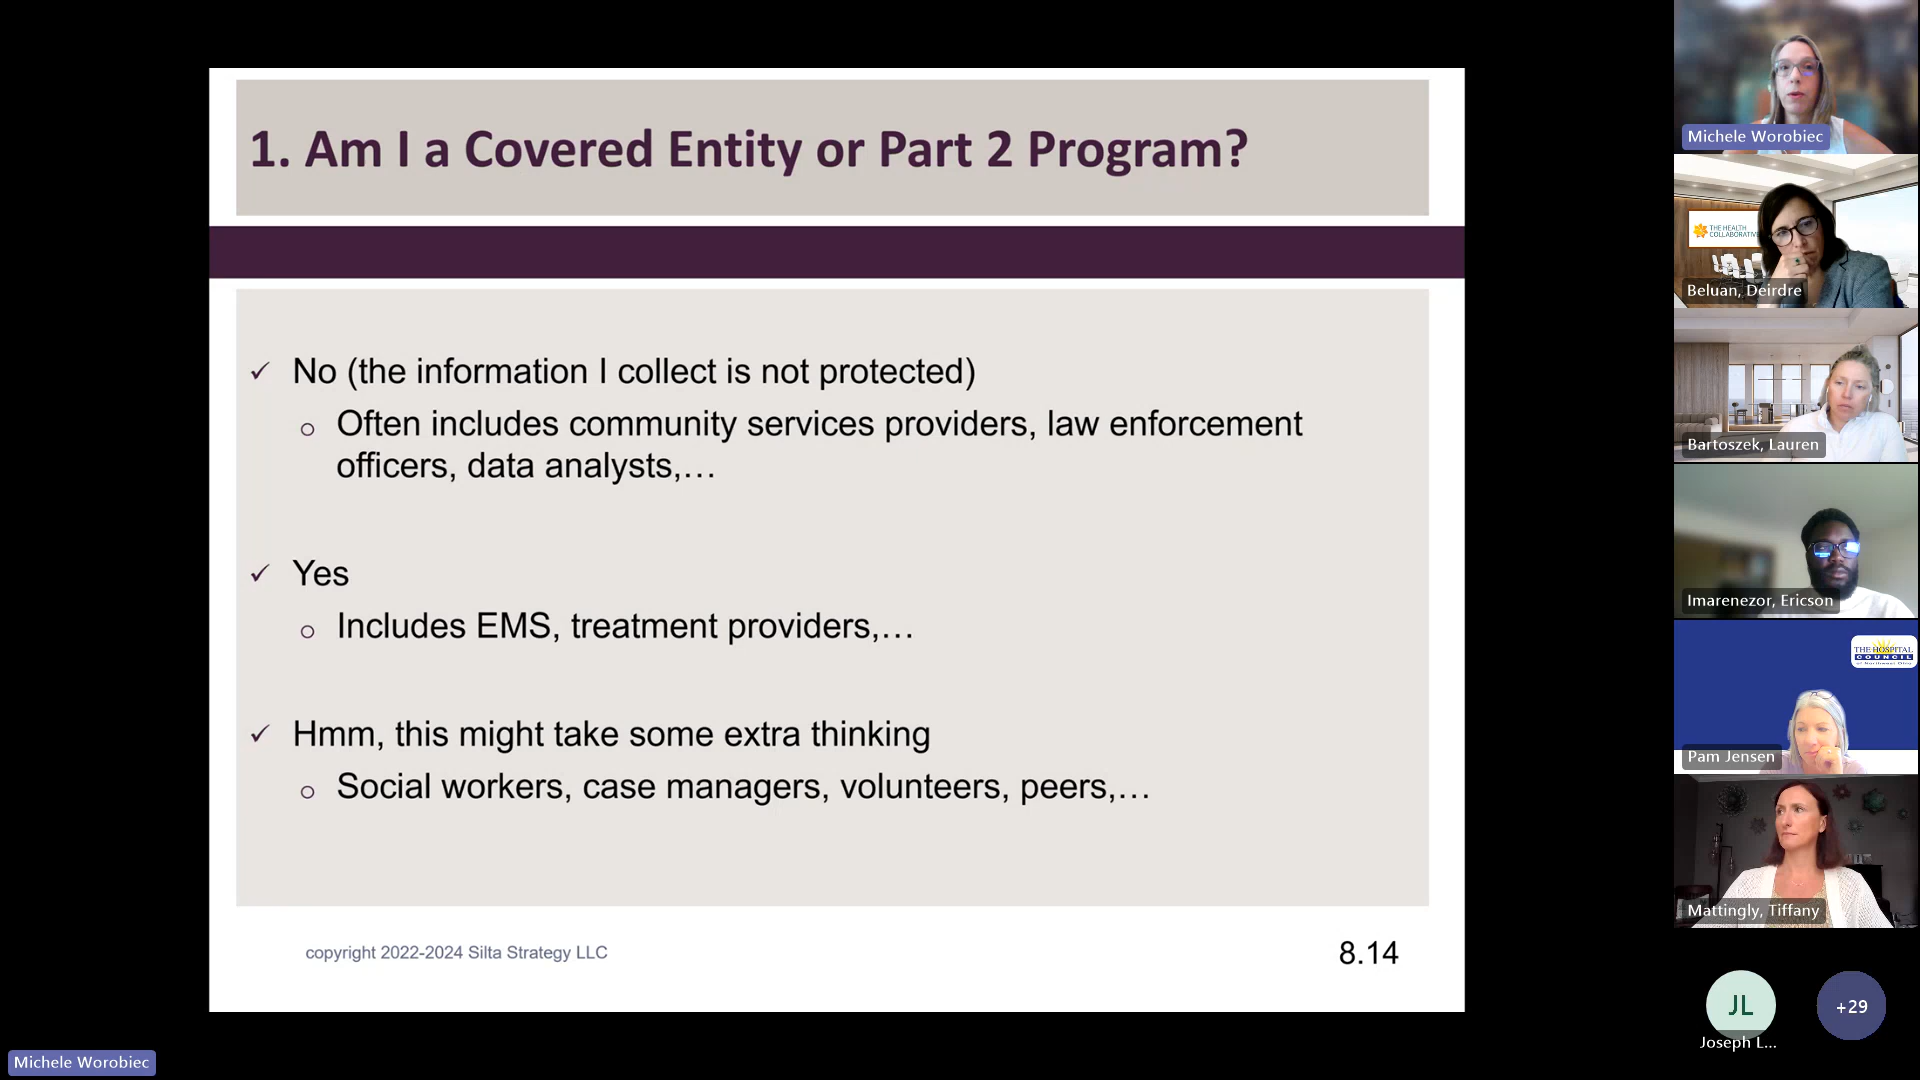 1. Am I a Covered Entity or Part 2 Program?
✓ No (the information I collect is not protected)
o Often includes community services providers, law enforcement
officers, data analysts,…
✓ Yes
o Includes EMS, treatment providers,…
✓ Hmm, this might take some extra thinking
o Social workers, case managers, volunteers, peers,…
copyright 2022-2024 Silta Strategy LLC
8.14
Michele Worobiec
Michele Worobiec
THE HEALTH
COLLABORATIVE
Beluan, Deirdre
Bartoszek, Lauren
Imarenezor, Ericson
THE HOSPITAL
COUNCIL
of Northwest Ohio
Pam Jensen
Mattingly, Tiffany
JL
Joseph L...
+29